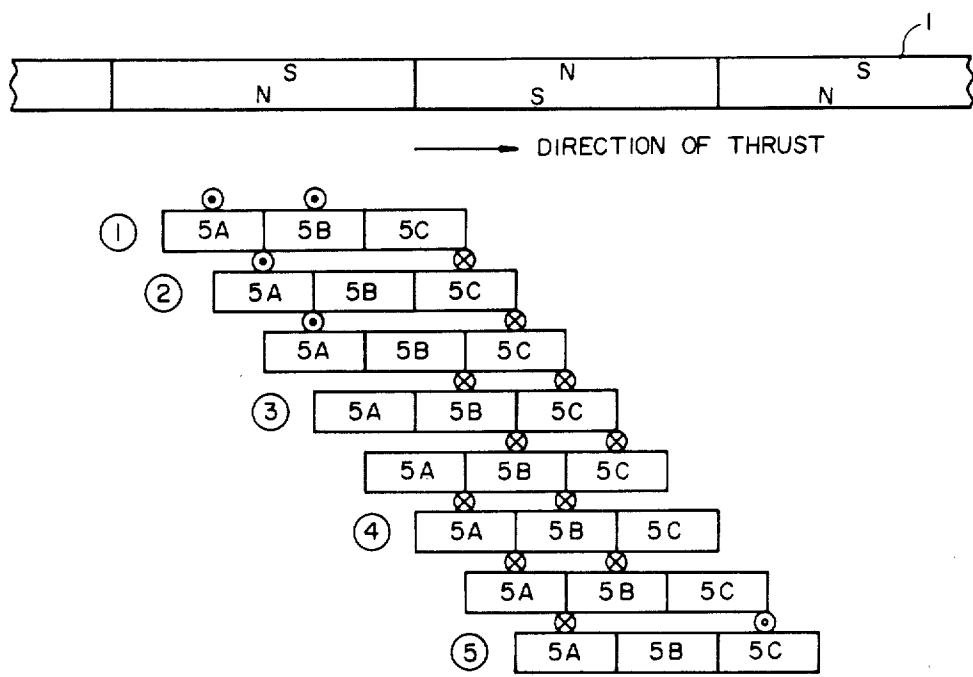 1
S N S
N S N
DIRECTION OF THRUST
1 5A 5B 5C
2 5A 5B 5C
5A 5B 5C
3 5A 5B 5C
5A 5B 5C
4 5A 5B 5C
5A 5B 5C
5 5A 5B 5C